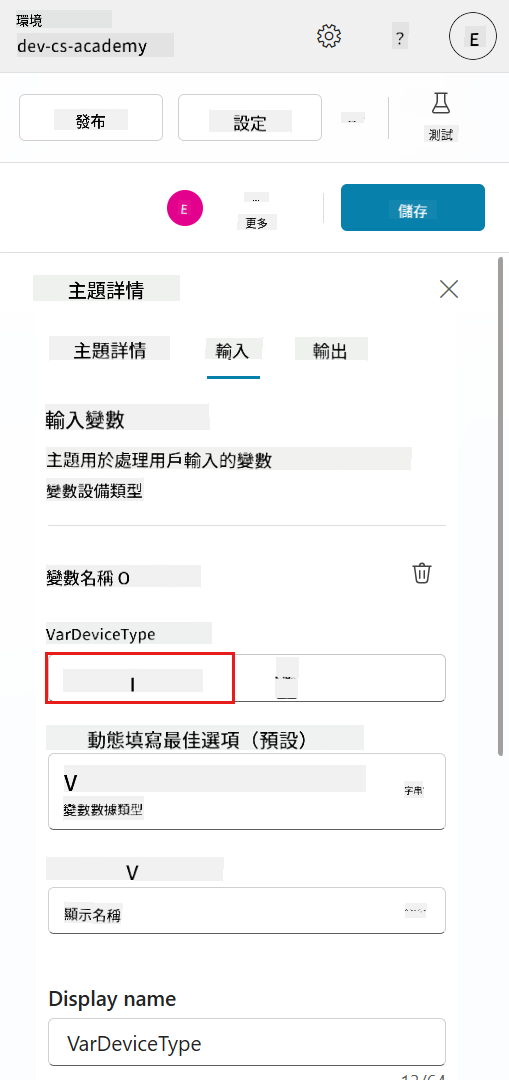 環境
dev-cs-academy
?
E
發布
設定
...
測試
E
...
更多
儲存
主題詳情
主題詳情
輸入
輸出
輸入變數
主題用於處理用戶輸入的變數
變數設備類型
變數名稱 O
VarDeviceType
I
動態填寫最佳選項（預設）
V
變數數據類型
字串
V
顯示名稱
Display name
VarDeviceType